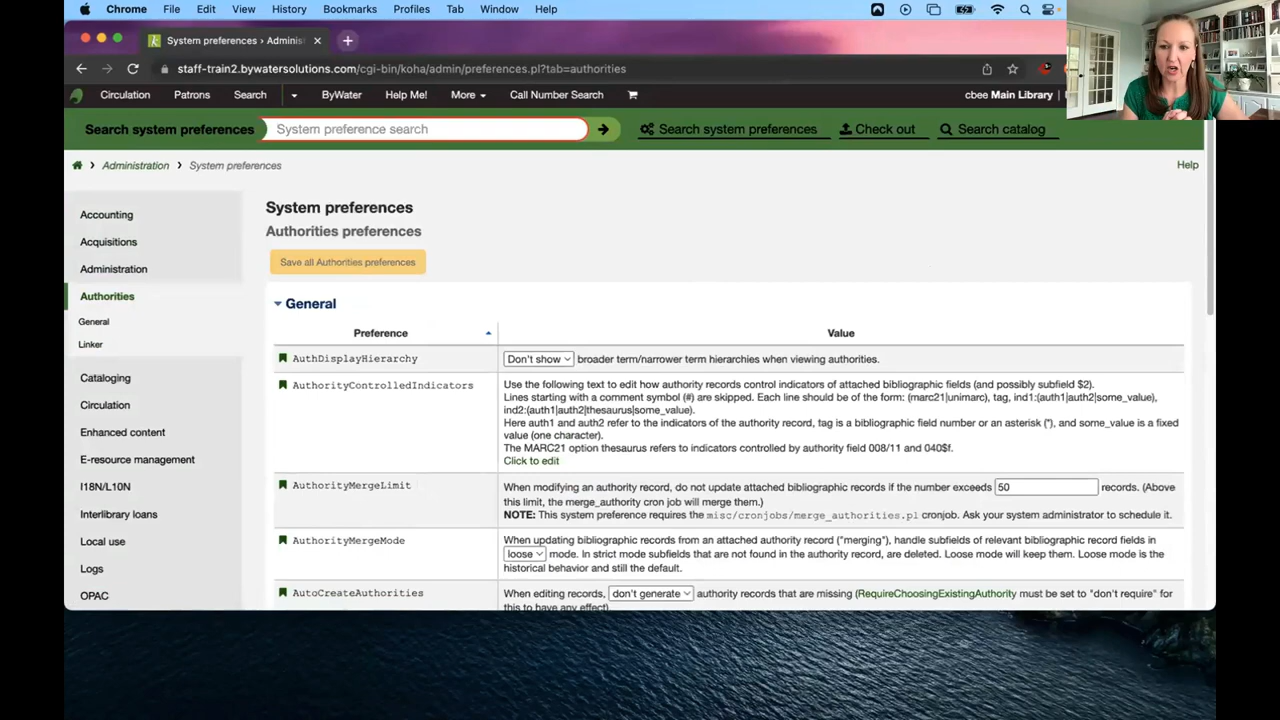 Chrome File Edit View History Bookmarks Profiles Tab Window Help
System preferences › Adminis
staff-train2.bywatersolutions.com/cgi-bin/koha/admin/preferences.pl?tab=authorities
Circulation Patrons Search ByWater Help Me! More Call Number Search cbee Main Library
Search system preferences System preference search Search system preferences Check out Search catalog
Administration System preferences Help
Accounting
Acquisitions
Administration
Authorities
General
Linker
Cataloging
Circulation
Enhanced content
E-resource management
I18N/L10N
Interlibrary loans
Local use
Logs
OPAC
System preferences
Authorities preferences
Save all Authorities preferences
General
Preference Value
AuthDisplayHierarchy Don't show broader term/narrower term hierarchies when viewing authorities.
AuthorityControlledIndicators Use the following text to edit how authority records control indicators of attached bibliographic fields (and possibly subfield $2).
Lines starting with a comment symbol (#) are skipped. Each line should be of the form: (marc21|unimarc), tag, ind1:(auth1|auth2|some_value),
ind2:(auth1|auth2|thesaurus|some_value).
Here auth1 and auth2 refer to the indicators of the authority record, tag is a bibliographic field number or an asterisk (*), and some_value is a fixed
value (one character).
The MARC21 option thesaurus refers to indicators controlled by authority field 008/11 and 040$f.
Click to edit
AuthorityMergeLimit When modifying an authority record, do not update attached bibliographic records if the number exceeds 50 records. (Above
this limit, the merge_authority cron job will merge them.)
NOTE: This system preference requires the misc/cronjobs/merge_authorities.pl cronjob. Ask your system administrator to schedule it.
AuthorityMergeMode When updating bibliographic records from an attached authority record ("merging"), handle subfields of relevant bibliographic record fields in
loose mode. In strict mode subfields that are not found in the authority record, are deleted. Loose mode will keep them. Loose mode is the
historical behavior and still the default.
AutoCreateAuthorities When editing records, don't generate authority records that are missing (RequireChoosingExistingAuthority must be set to "don't require" for
this to have any effect).